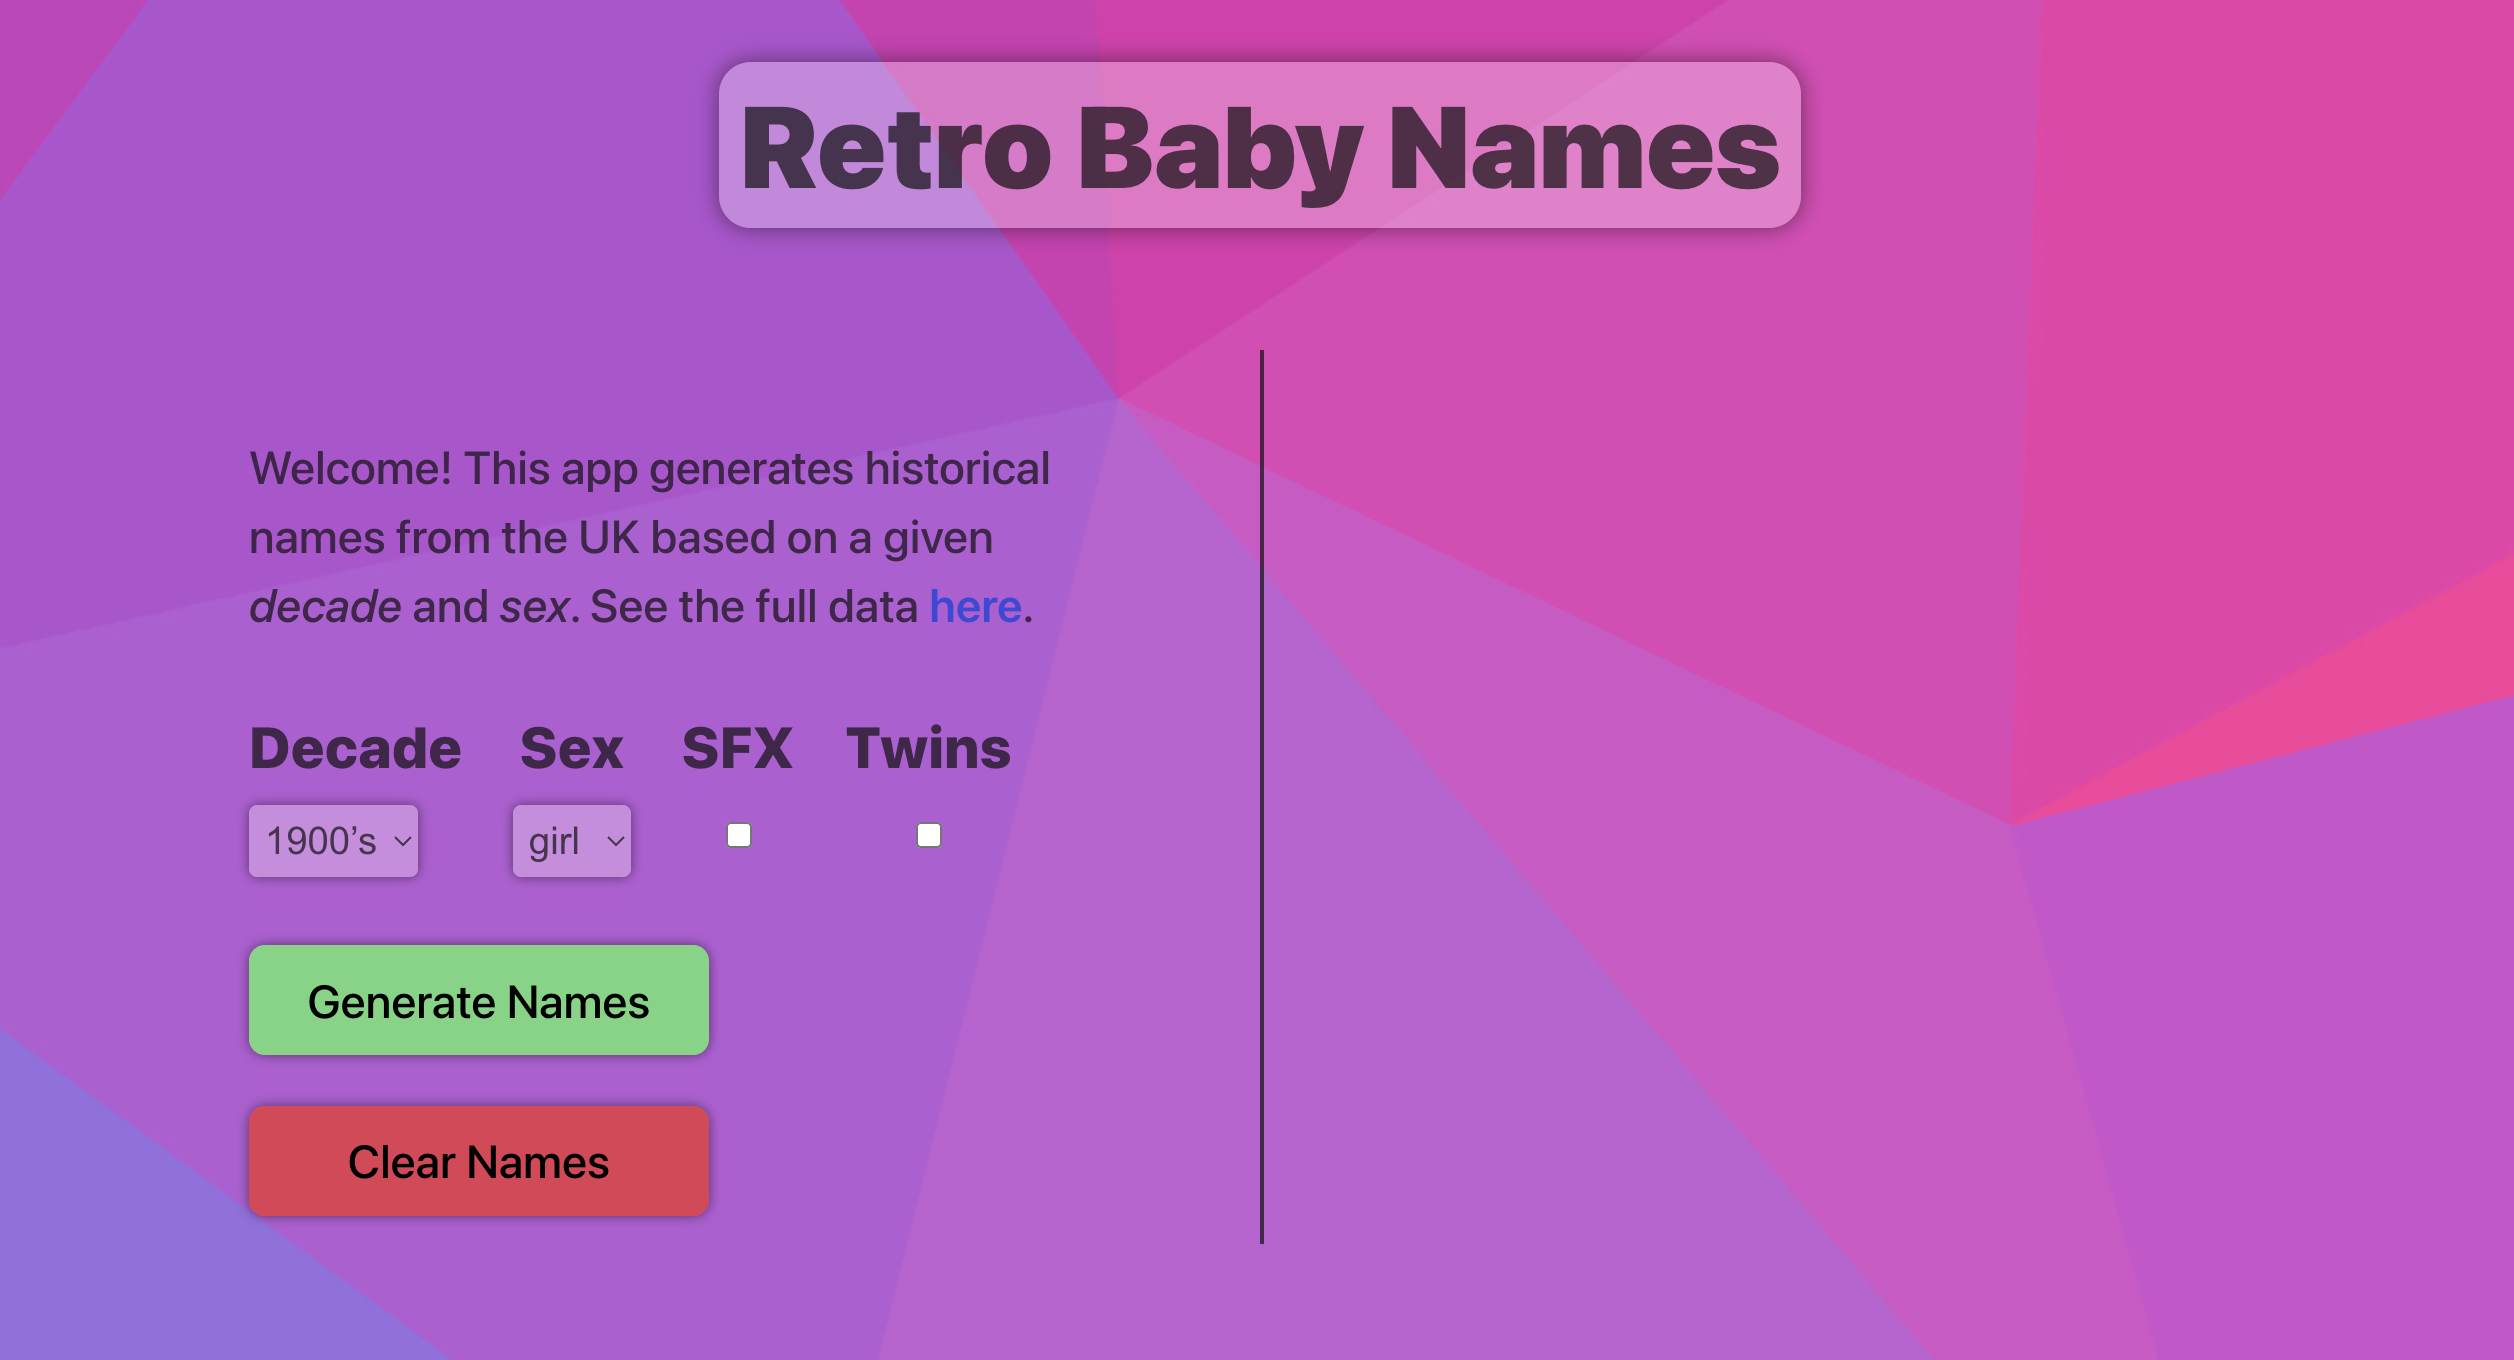 Retro Baby Names
Welcome! This app generates historical
names from the UK based on a given
decade and sex. See the full data here.
Decade Sex SFX Twins
1900’s girl
Generate Names
Clear Names